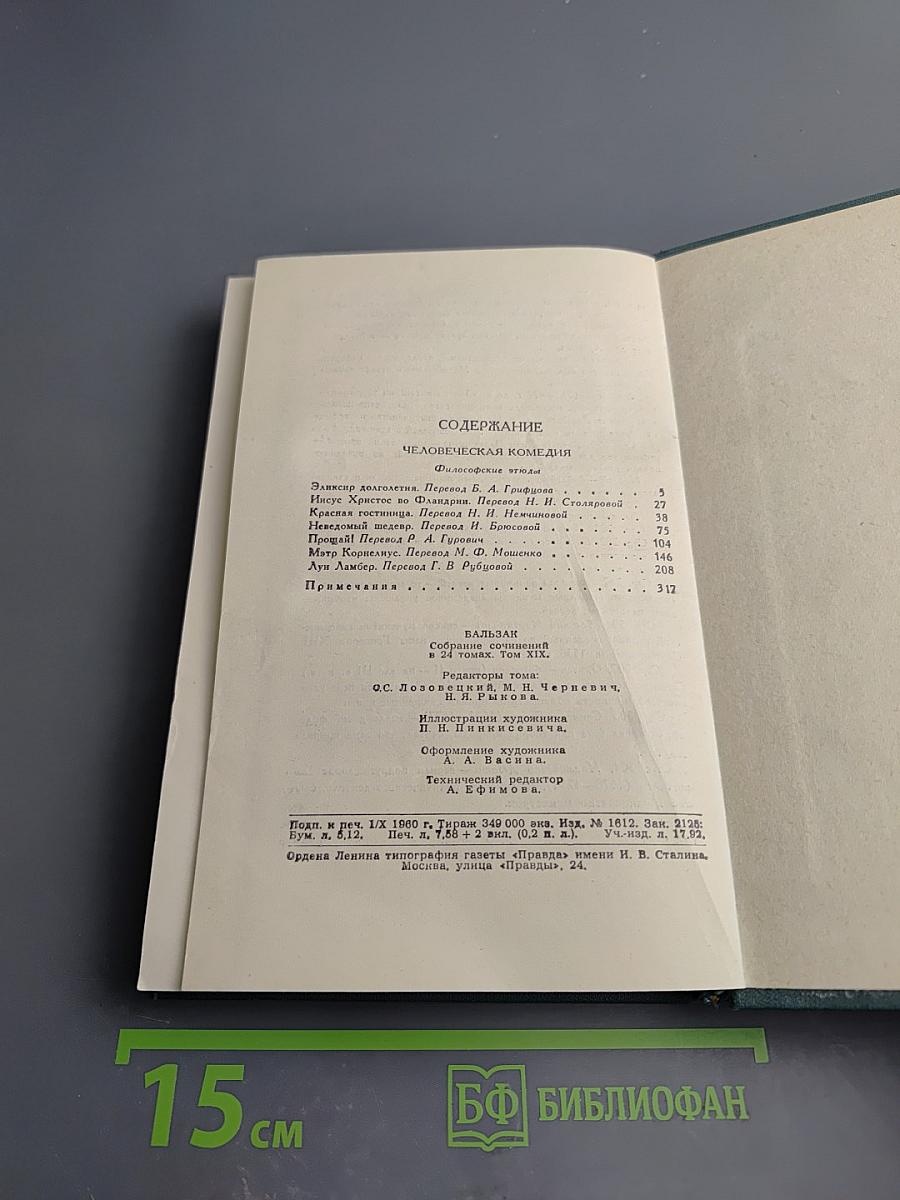 СОДЕРЖАНИЕ
ЧЕЛОВЕЧЕСКАЯ КОМЕДИЯ
Философские этюды
Эликсир долголетия. Перевод Б. А. Грифцова . . . . . . 5
Иисус Христос во Фландрии. Перевод Н. И. Столяровой . 27
Красная гостиница. Перевод Н. И. Немчиновой . . . . . 38
Неведомый шедевр. Перевод И. Брюсовой . . . . . . . 75
Прощай! Перевод Р. А. Гурович . . . . . . . . . . . 104
Мэтр Корнелиус. Перевод М. Ф. Мошенко . . . . . . . 146
Луи Ламбер. Перевод Г. В Рубцовой . . . . . . . . . 208
Примечания . . . . . . . . . . . . . . . . 317
БАЛЬЗАК
Собрание сочинений
в 24 томах. Том XIX.
Редакторы тома:
О.С. Лозовецкий, М. Н. Черневич,
Н. Я. Рыкова.
Иллюстрации художника
П. Н. Пинкисевича.
Оформление художника
А. А. Васина.
Технический редактор
А. Ефимова.
Подп. к печ. 1/X 1960 г. Тираж 349 000 экз. Изд. № 1612. Зак. 2126:
Бум. л. 5,12. Печ. л. 7,58 + 2 вкл. (0,2 п. л.). Уч.-изд. л. 17,92.
Ордена Ленина типография газеты «Правда» имени И. В. Сталина.
Москва, улица «Правды», 24.
15 см
БФ БИБЛИОФАН